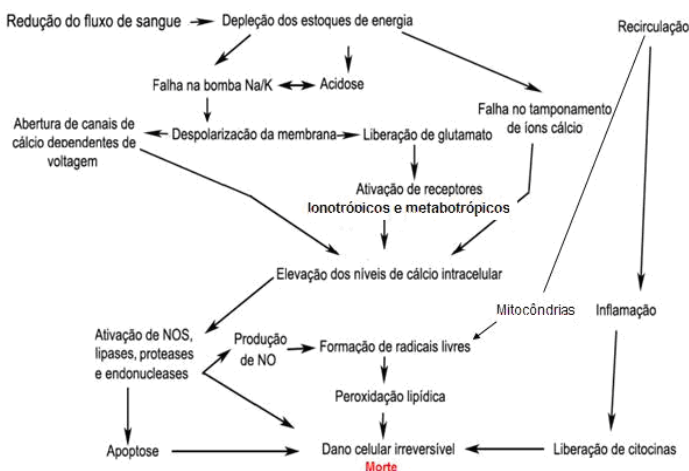 Redução do fluxo de sangue
Depleção dos estoques de energia
Recirculação
Falha na bomba Na/K
Acidose
Falha no tamponamento
de íons cálcio
Abertura de canais de
cálcio dependentes de
voltagem
Despolarização da membrana
Liberação de glutamato
Ativação de receptores
Ionotrópicos e metabotrópicos
Elevação dos níveis de cálcio intracelular
Mitocôndrias
Inflamação
Ativação de NOS,
lipases, proteases
e endonucleases
Produção
de NO
Formação de radicais livres
Peroxidação lipídica
Apoptose
Dano celular irreversível
Morte
Liberação de citocinas